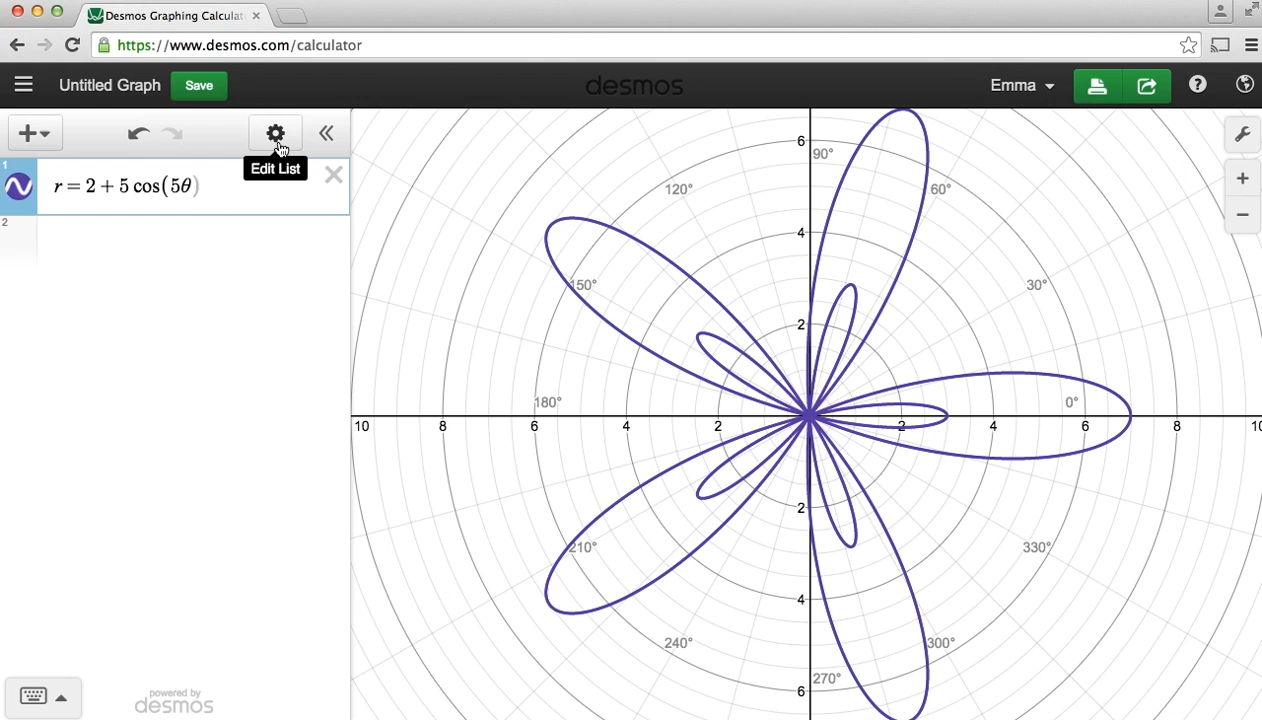 Desmos Graphing Calculat
https://www.desmos.com/calculator
Untitled Graph Save desmos Emma
Edit List
1
r = 2 + 5 cos(5θ)
2
powered by
desmos
6 90°
120° 60°
4
150° 30°
2
180° 0°
10 8 6 4 2 2 4 6 8 10
2
210° 330°
4
240° 300°
6 270°